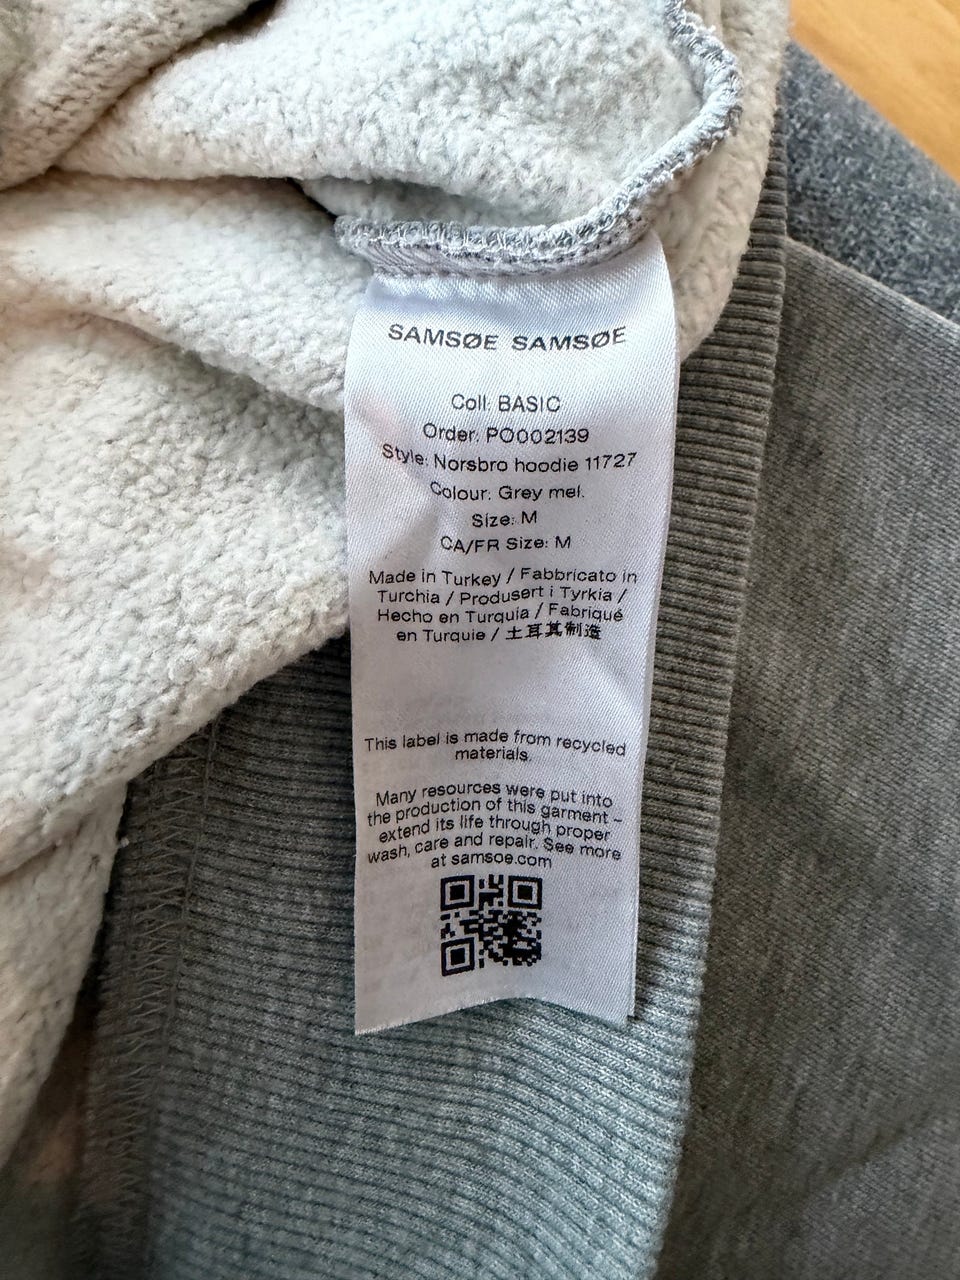 SAMSØE SAMSØE
Coll: BASIC
Order: PO002139
Style: Norsbro hoodie 11727
Colour: Grey mel.
Size: M
CA/FR Size: M
Made in Turkey / Fabbricato in
Turchia / Produsert i Tyrkia /
Hecho en Turquia / Fabriqué
en Turquie / 土耳其制造
This label is made from recycled
materials.
Many resources were put into
the production of this garment –
extend its life through proper
wash, care and repair. See more
at samsoe.com